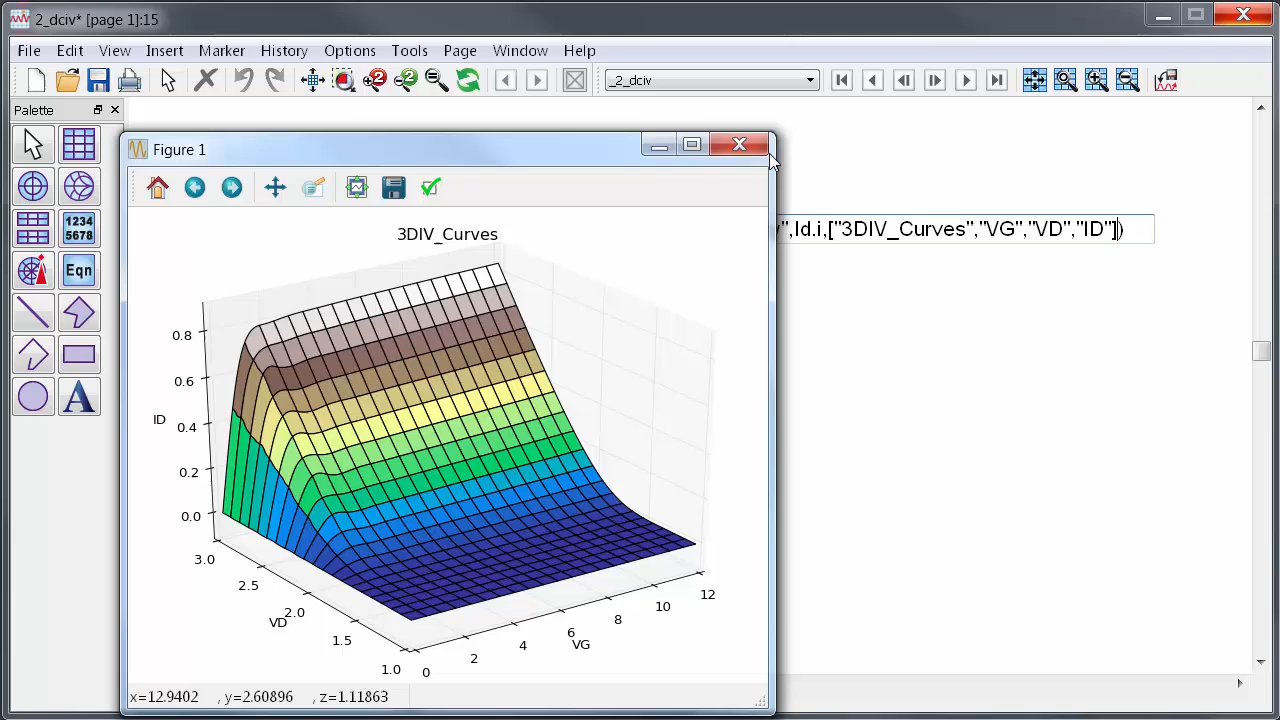 2_dciv* [page 1]:15
File Edit View Insert Marker History Options Tools Page Window Help
2 2 _2_dciv
Palette
1234
5678
Eqn
A
Figure 1
",Id.i,["3DIV_Curves","VG","VD","ID"])
3DIV_Curves
0.8
0.6
ID
0.4
0.2
0.0
3.0
2.5
2.0
VD
1.5
1.0
0
2
4
6
VG
8
10
12
x=12.9402 , y=2.60896 , z=1.11863